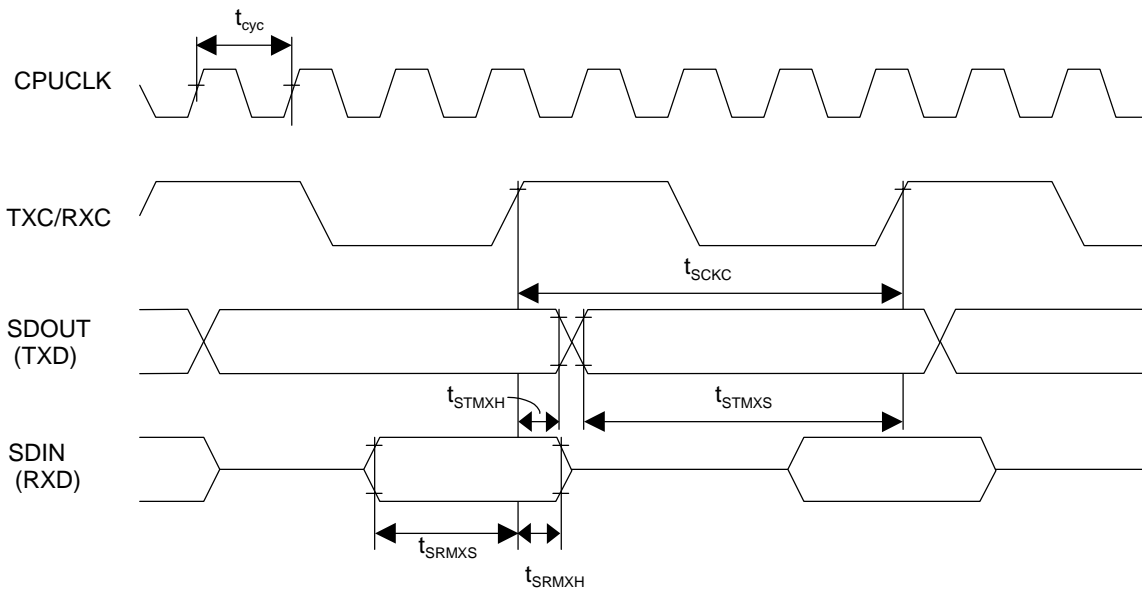 tcyc
CPUCLK
TXC/RXC
tSCKC
SDOUT
(TXD)
tSTMXH
tSTMXS
SDIN
(RXD)
tSRMXS
tSRMXH